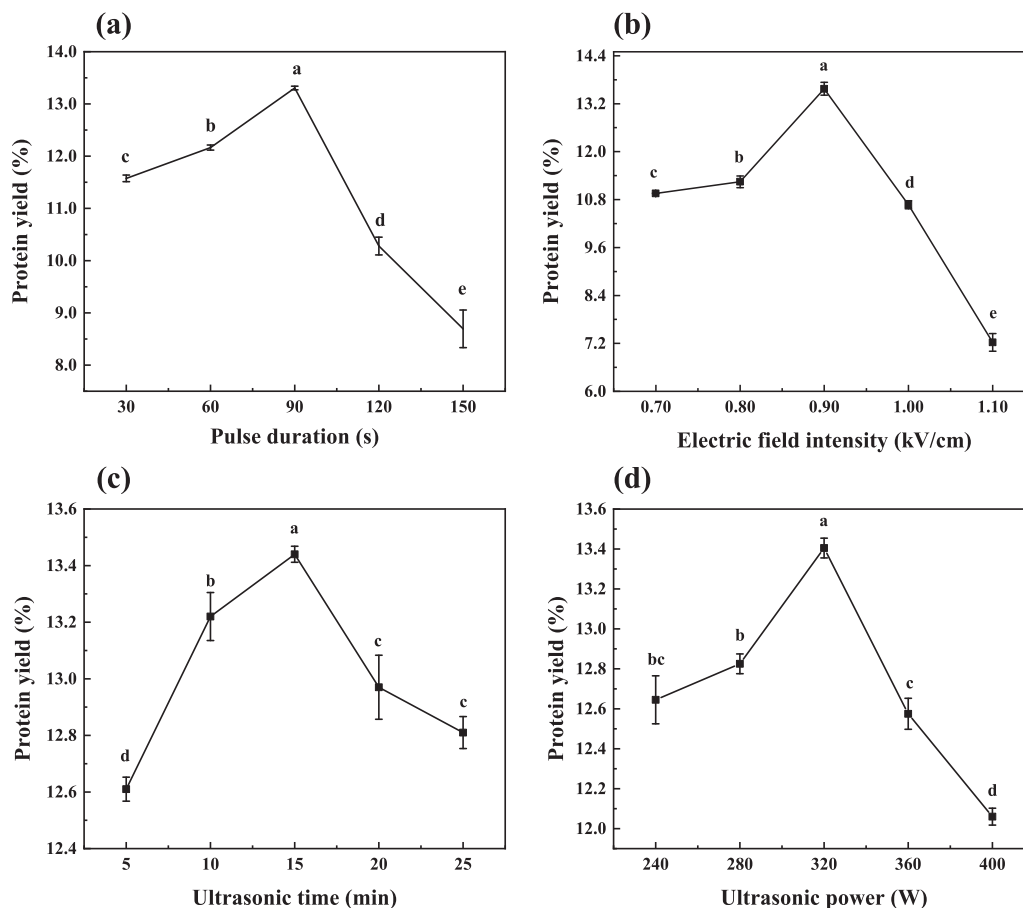 (a)
14.0
13.0
12.0
11.0
10.0
9.0
8.0
Protein yield (%)
c
b
a
d
e
30 60 90 120 150
Pulse duration (s)
(b)
14.4
13.2
12.0
10.8
9.6
8.4
7.2
6.0
Protein yield (%)
c
b
a
d
e
0.70 0.80 0.90 1.00 1.10
Electric field intensity (kV/cm)
(c)
13.6
13.4
13.2
13.0
12.8
12.6
12.4
Protein yield (%)
d
b
a
c
c
5 10 15 20 25
Ultrasonic time (min)
(d)
13.6
13.4
13.2
13.0
12.8
12.6
12.4
12.2
12.0
Protein yield (%)
bc
b
a
c
d
240 280 320 360 400
Ultrasonic power (W)